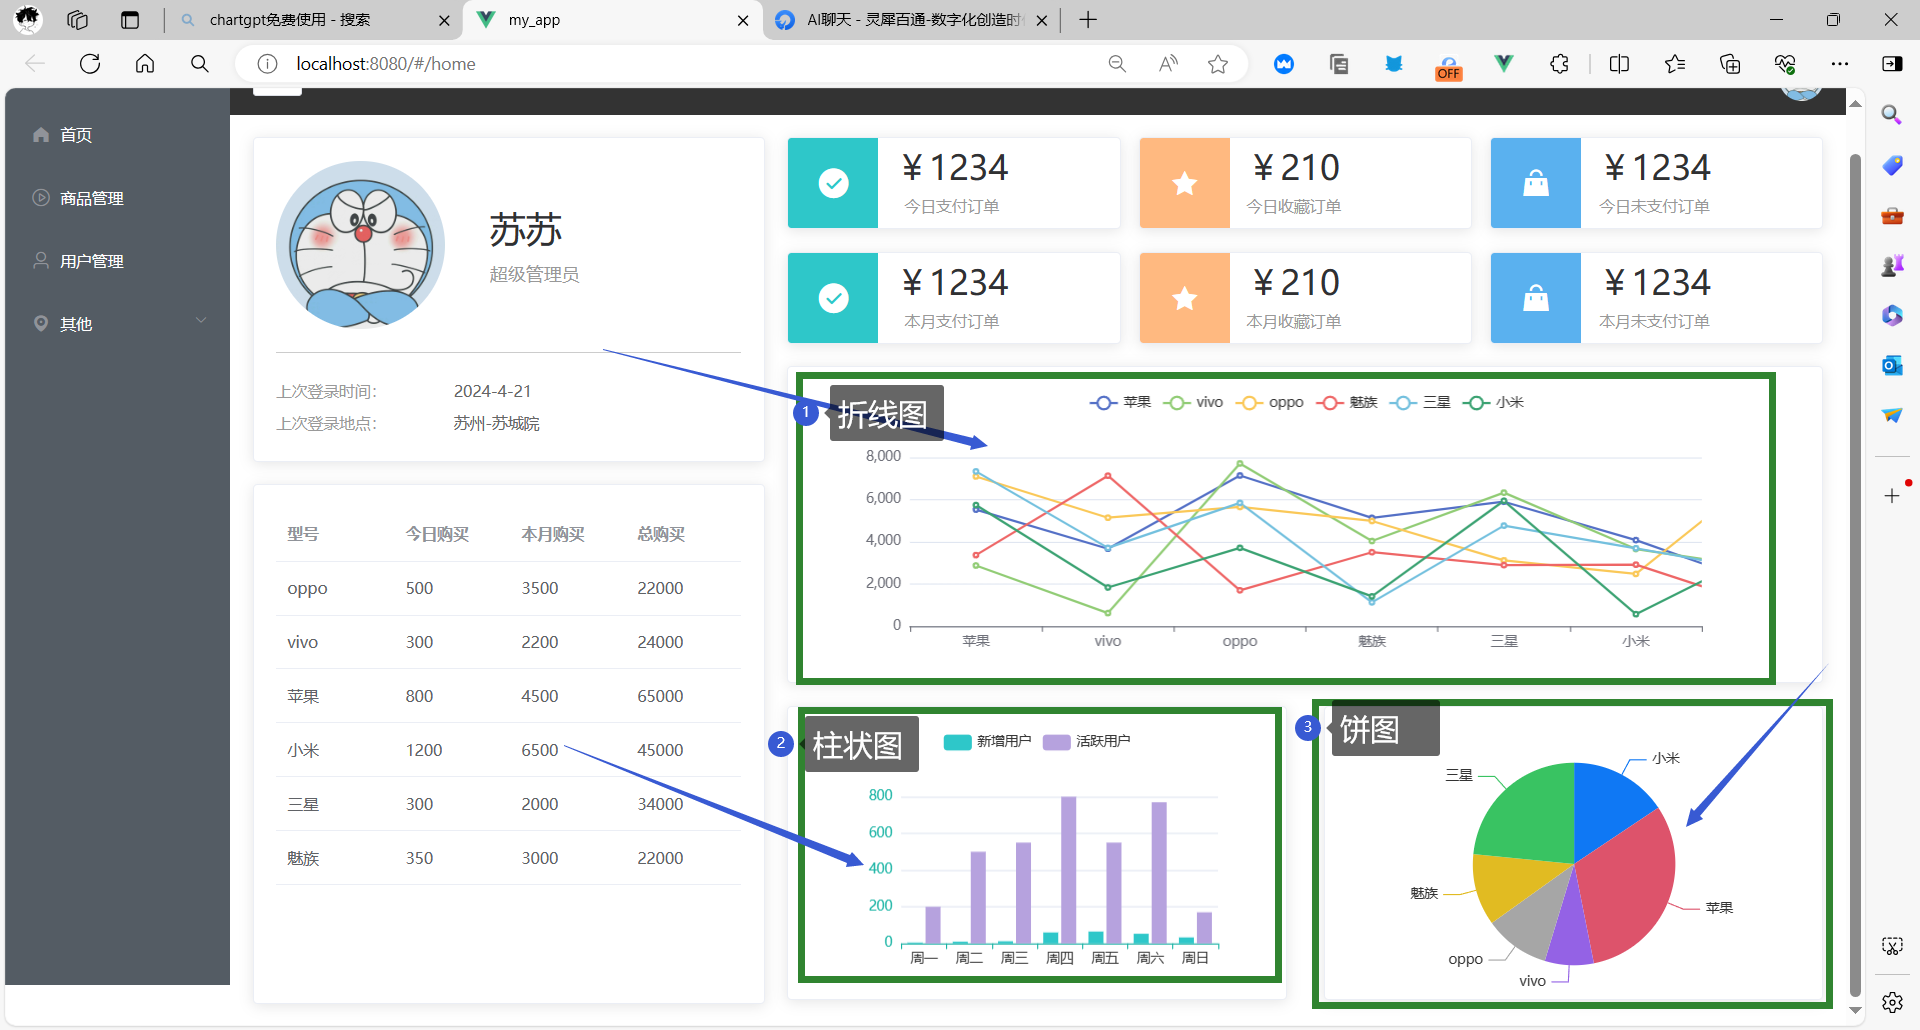 chartgpt免费使用 - 搜索
my_app
AI聊天 - 灵犀百通-数字化创造时
localhost:8080/#/home
OFF
首页
商品管理
用户管理
其他
苏苏
超级管理员
上次登录时间:
2024-4-21
上次登录地点:
苏州-苏城院
型号 今日购买 本月购买 总购买
oppo 500 3500 22000
vivo 300 2200 24000
苹果 800 4500 65000
小米 1200 6500 45000
三星 300 2000 34000
魅族 350 3000 22000
¥1234
今日支付订单
¥210
今日收藏订单
¥1234
今日未支付订单
¥1234
本月支付订单
¥210
本月收藏订单
¥1234
本月未支付订单
1
折线图
苹果 vivo oppo 魅族 三星 小米
8,000
6,000
4,000
2,000
0
苹果 vivo oppo 魅族 三星 小米
2
柱状图
新增用户 活跃用户
800
600
400
200
0
周一 周二 周三 周四 周五 周六 周日
3
饼图
小米
三星
魅族
苹果
oppo
vivo